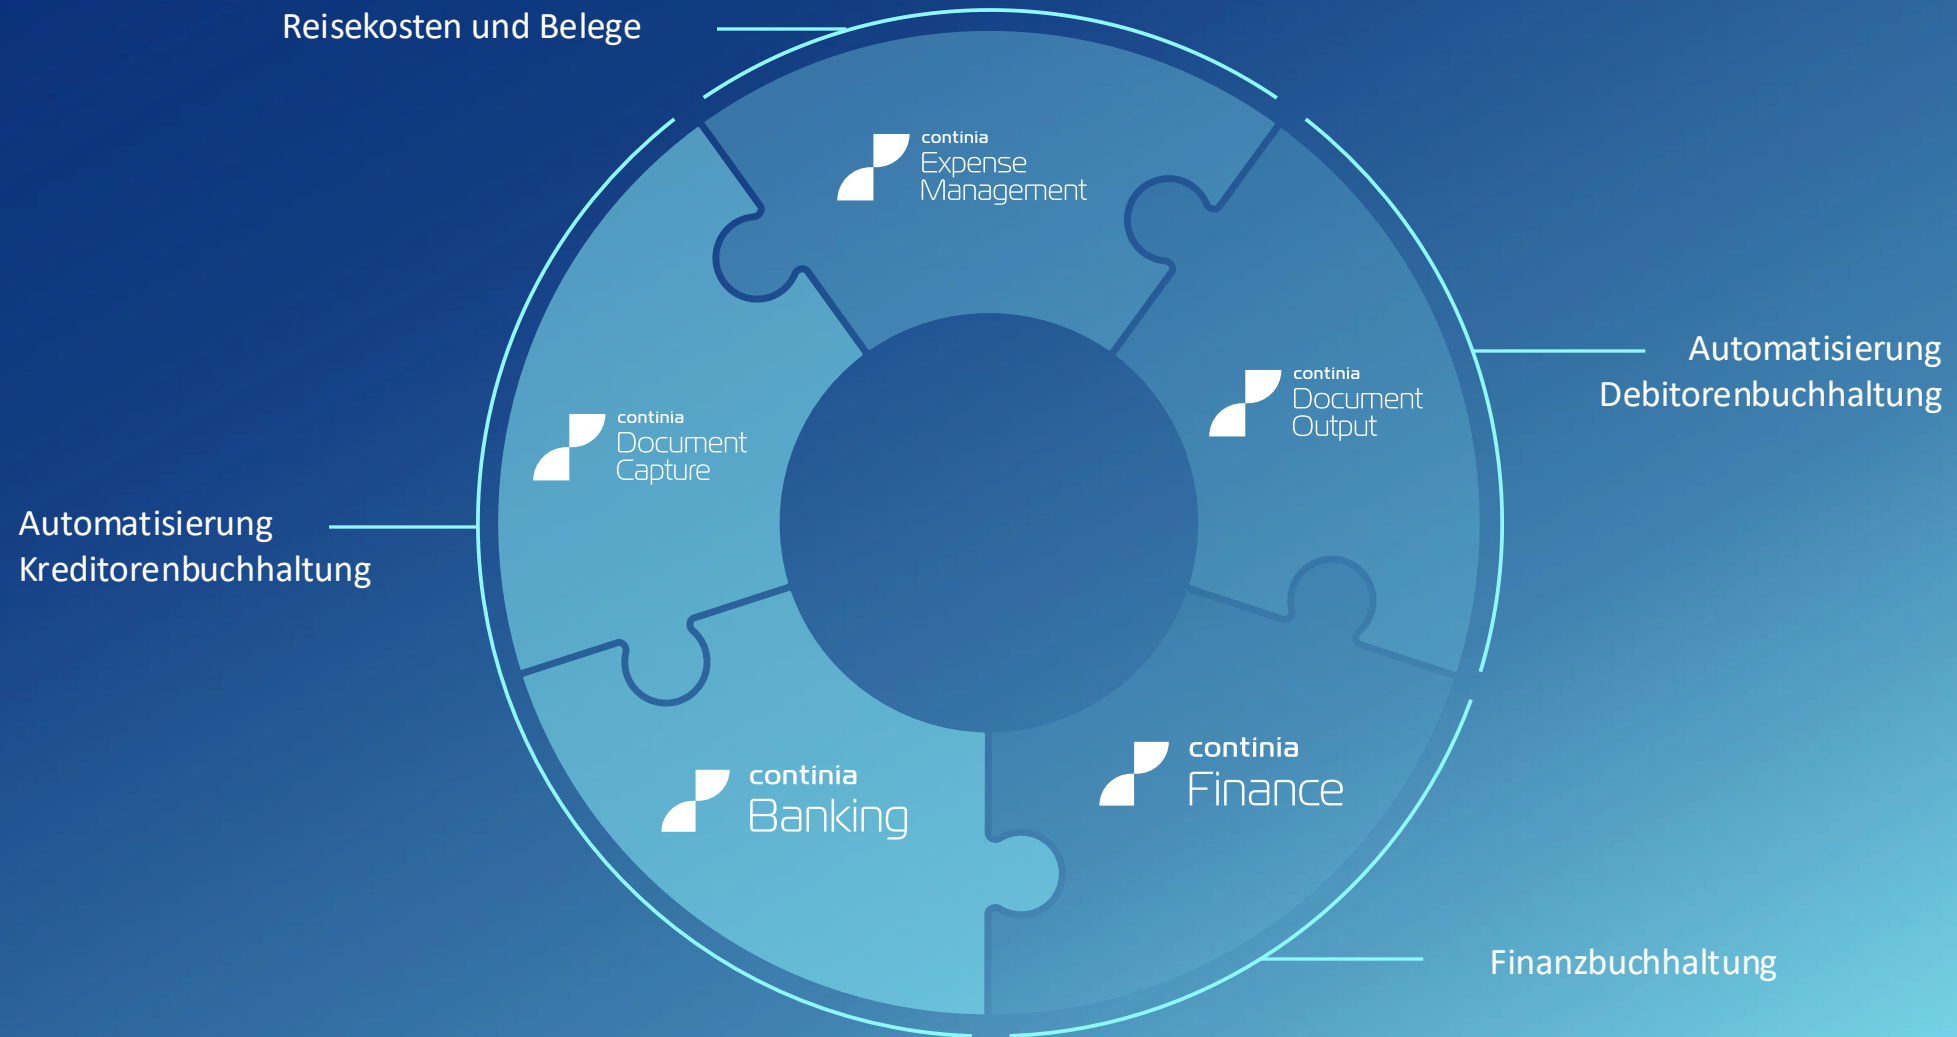 Reisekosten und Belege
continia
Expense
Management
continia
Document
Output
Automatisierung
Debitorenbuchhaltung
continia
Document
Capture
Automatisierung
Kreditorenbuchhaltung
continia
Finance
continia
Banking
Finanzbuchhaltung